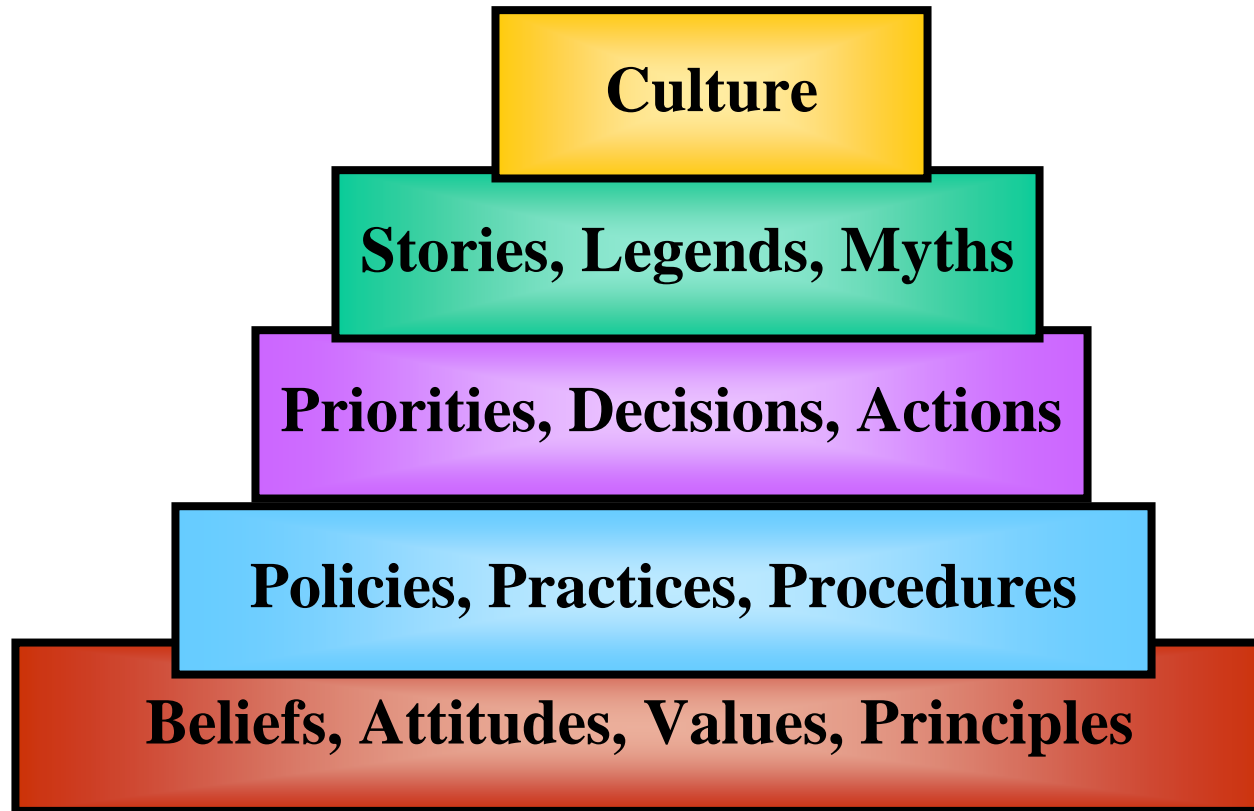 Culture
Stories, Legends, Myths
Priorities, Decisions, Actions
Policies, Practices, Procedures
Beliefs, Attitudes, Values, Principles